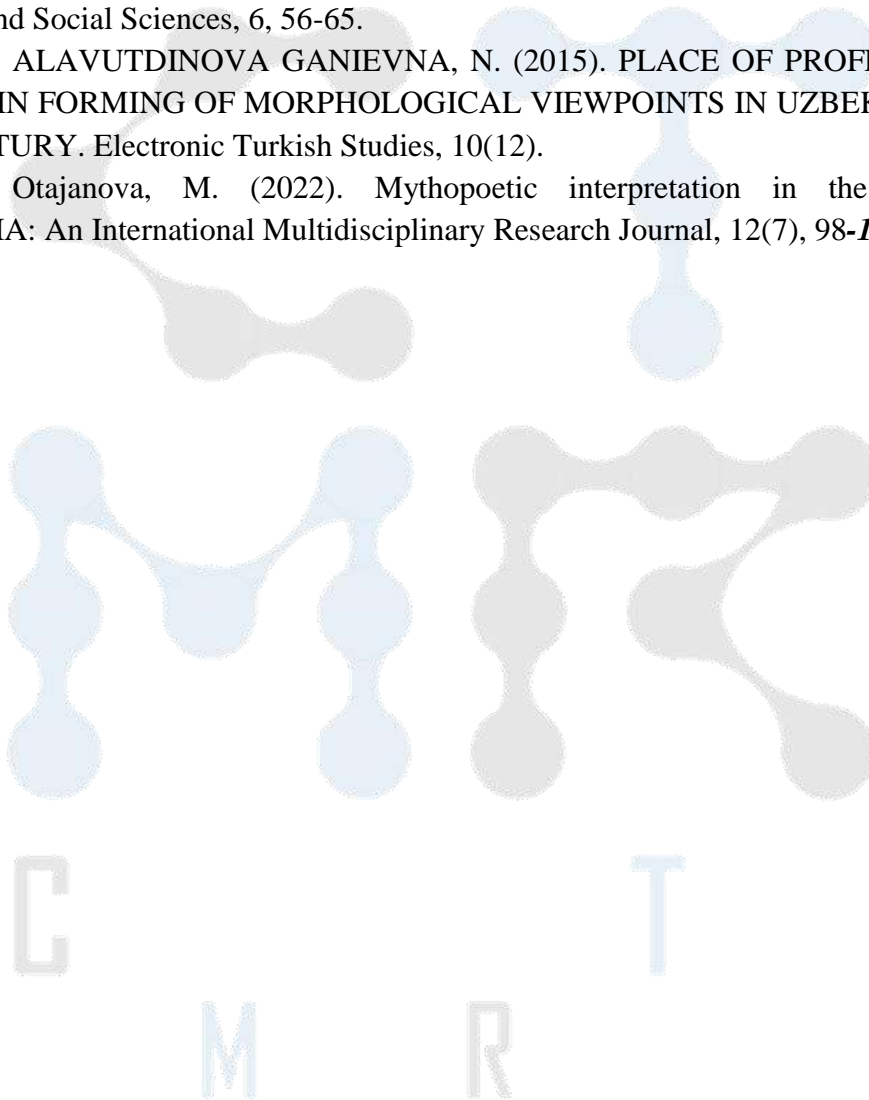 nd Social Sciences, 6, 56-65.
ALAVUTDINOVA GANIEVNA, N. (2015). PLACE OF PROF
IN FORMING OF MORPHOLOGICAL VIEWPOINTS IN UZBEK
TURY. Electronic Turkish Studies, 10(12).
Otajanova, M. (2022). Mythopoetic interpretation in the
IA: An International Multidisciplinary Research Journal, 12(7), 98-1
C T
M R